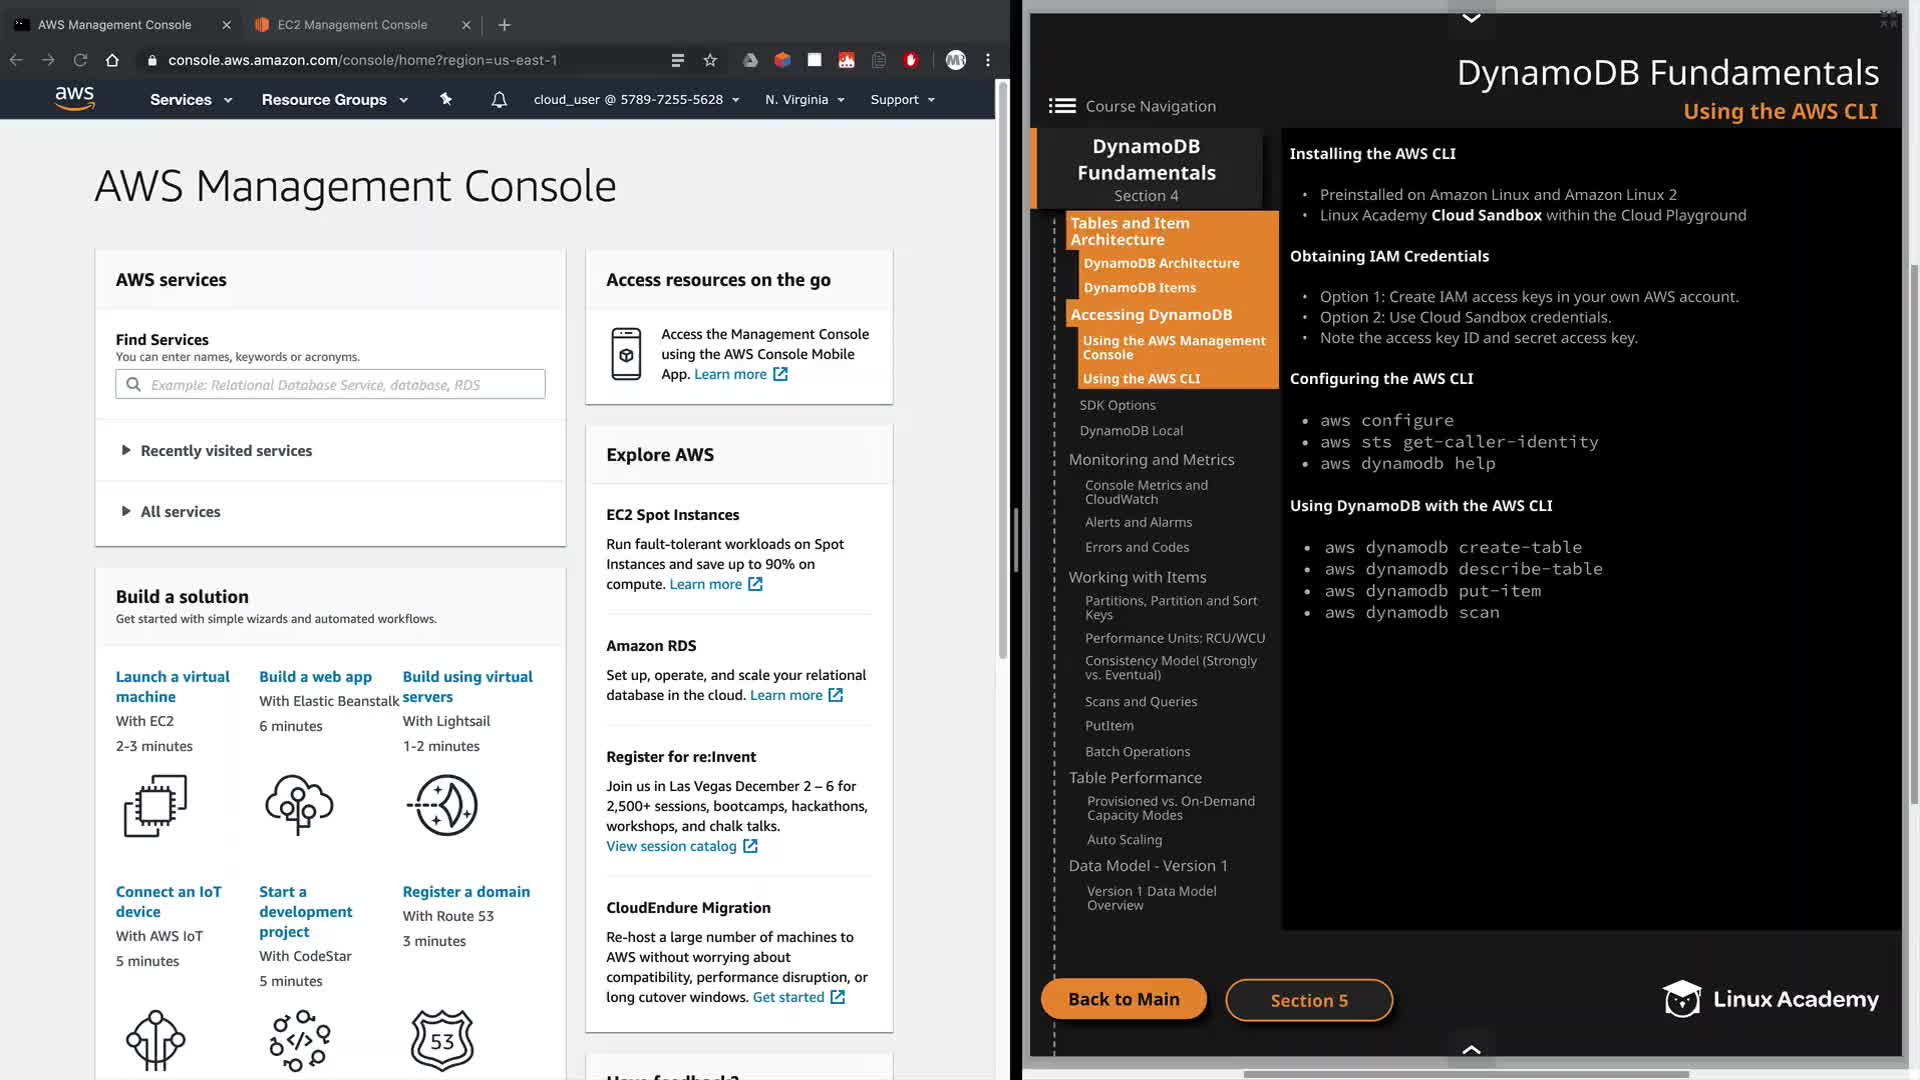 AWS Management Console
EC2 Management Console
console.aws.amazon.com/console/home?region=us-east-1
MB
aws
Services
Resource Groups
cloud_user @ 5789-7255-5628
N. Virginia
Support
AWS Management Console
AWS services
Find Services
You can enter names, keywords or acronyms.
Example: Relational Database Service, database, RDS
Recently visited services
All services
Build a solution
Get started with simple wizards and automated workflows.
Launch a virtual
machine
With EC2
2-3 minutes
Build a web app
With Elastic Beanstalk
6 minutes
Build using virtual
servers
With Lightsail
1-2 minutes
Connect an IoT
device
With AWS IoT
5 minutes
Start a
development
project
With CodeStar
5 minutes
Register a domain
With Route 53
3 minutes
53
Access resources on the go
Access the Management Console
using the AWS Console Mobile
App. Learn more
Explore AWS
EC2 Spot Instances
Run fault-tolerant workloads on Spot
Instances and save up to 90% on
compute. Learn more
Amazon RDS
Set up, operate, and scale your relational
database in the cloud. Learn more
Register for re:Invent
Join us in Las Vegas December 2 – 6 for
2,500+ sessions, bootcamps, hackathons,
workshops, and chalk talks.
View session catalog
CloudEndure Migration
Re-host a large number of machines to
AWS without worrying about
compatibility, performance disruption, or
long cutover windows. Get started
Have feedback?
DynamoDB Fundamentals
Using the AWS CLI
Course Navigation
DynamoDB
Fundamentals
Section 4
Tables and Item
Architecture
DynamoDB Architecture
DynamoDB Items
Accessing DynamoDB
Using the AWS Management
Console
Using the AWS CLI
SDK Options
DynamoDB Local
Monitoring and Metrics
Console Metrics and
CloudWatch
Alerts and Alarms
Errors and Codes
Working with Items
Partitions, Partition and Sort
Keys
Performance Units: RCU/WCU
Consistency Model (Strongly
vs. Eventual)
Scans and Queries
PutItem
Batch Operations
Table Performance
Provisioned vs. On-Demand
Capacity Modes
Auto Scaling
Data Model - Version 1
Version 1 Data Model
Overview
Installing the AWS CLI
• Preinstalled on Amazon Linux and Amazon Linux 2
• Linux Academy Cloud Sandbox within the Cloud Playground
Obtaining IAM Credentials
• Option 1: Create IAM access keys in your own AWS account.
• Option 2: Use Cloud Sandbox credentials.
• Note the access key ID and secret access key.
Configuring the AWS CLI
• aws configure
• aws sts get-caller-identity
• aws dynamodb help
Using DynamoDB with the AWS CLI
• aws dynamodb create-table
• aws dynamodb describe-table
• aws dynamodb put-item
• aws dynamodb scan
Back to Main
Section 5
Linux Academy